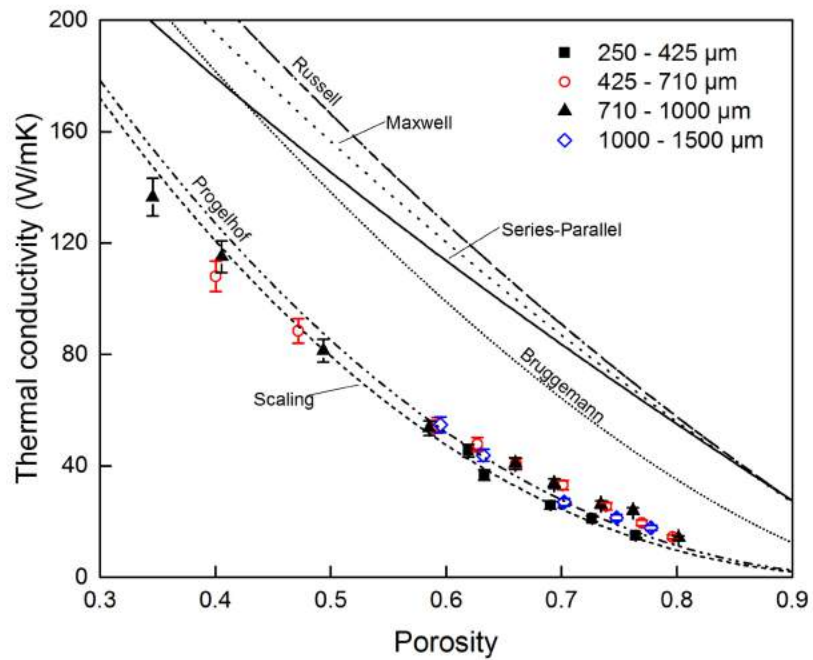 200
160
120
80
40
0
0.3 0.4 0.5 0.6 0.7 0.8 0.9
Thermal conductivity (W/mK)
Porosity
250 - 425 µm
425 - 710 µm
710 - 1000 µm
1000 - 1500 µm
Russell
Maxwell
Progelhof
Series-Parallel
Bruggemann
Scaling